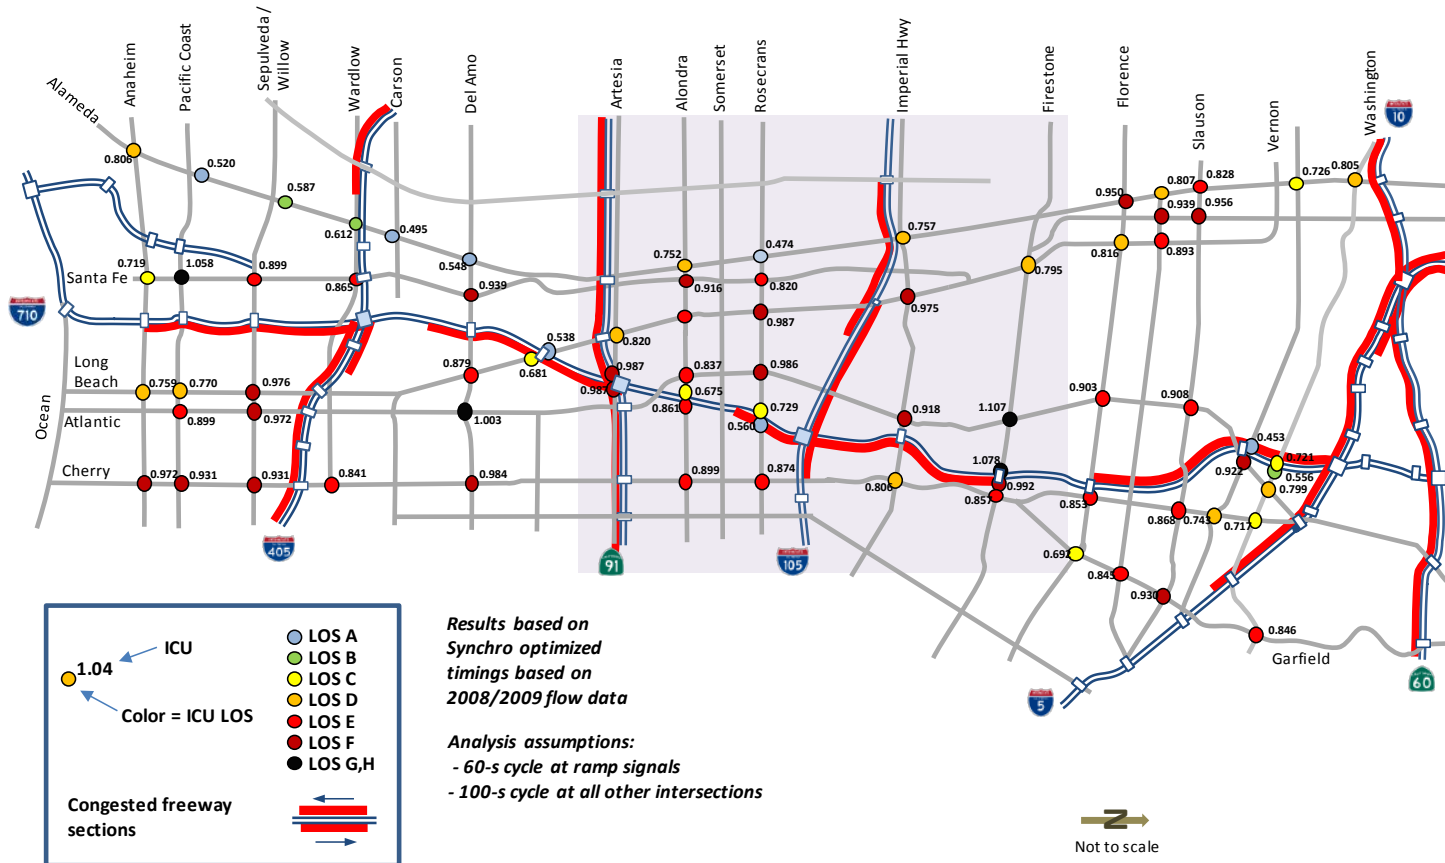 Alameda
Anaheim
Pacific Coast
Sepulveda /
Willow
Wardlow
Carson
Del Amo
Artesia
Alondra
Somerset
Rosecrans
Imperial Hwy
Firestone
Florence
Slauson
Vernon
Washington
10
0.806
0.520
0.587
0.612
0.495
0.548
0.752
0.474
0.757
0.950
0.807
0.828
0.726
0.805
0.939
0.956
0.816
0.893
0.795
Santa Fe
0.719
1.058
0.899
0.865
0.939
0.916
0.820
0.975
0.987
710
0.538
0.681
0.820
0.879
0.987
0.987
0.837
0.986
0.675
Long
Beach
0.759
0.770
0.976
0.861
0.729
0.560
0.918
1.107
0.903
0.908
Ocean
Atlantic
0.899
0.972
1.003
0.453
0.922
0.721
0.556
0.799
Cherry
0.972
0.931
0.931
0.841
0.984
0.899
0.874
0.806
1.078
0.992
0.857
0.853
0.868
0.743
0.717
405
91
105
0.692
0.845
0.930
0.846
Garfield
5
60
1.04
ICU
Color = ICU LOS
LOS A
LOS B
LOS C
LOS D
LOS E
LOS F
LOS G,H
Congested freeway
sections
Results based on
Synchro optimized
timings based on
2008/2009 flow data
Analysis assumptions:
- 60-s cycle at ramp signals
- 100-s cycle at all other intersections
N
Not to scale